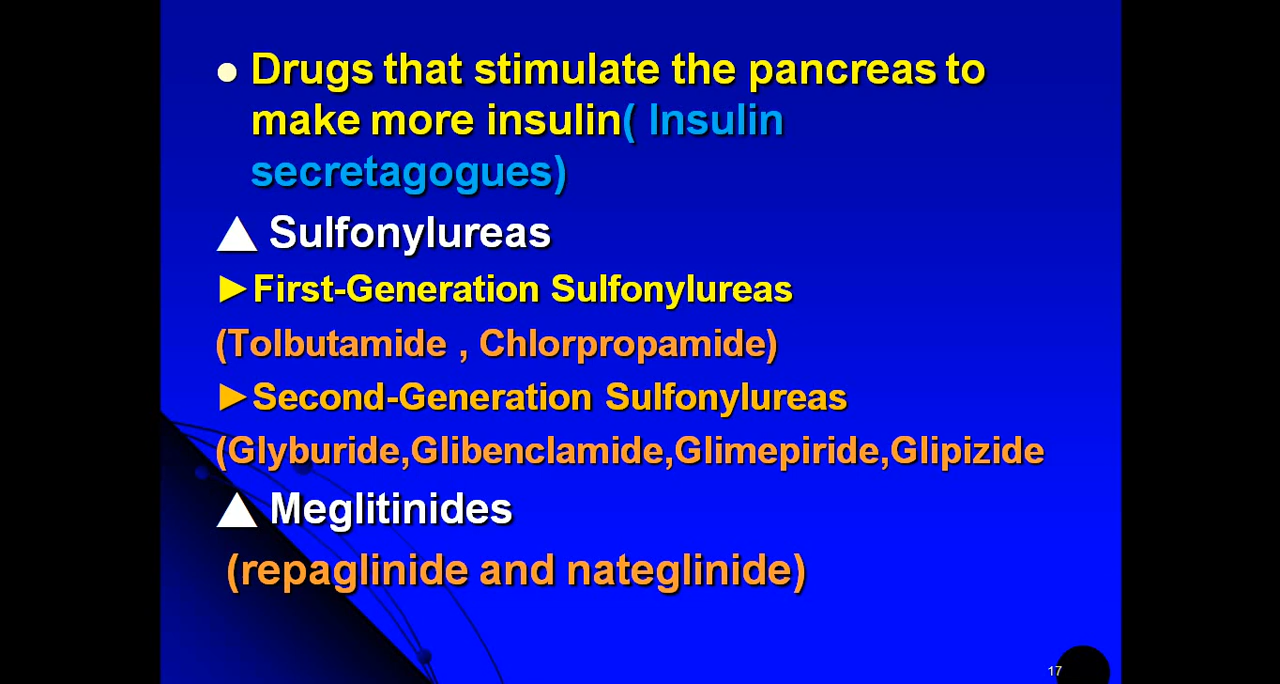 ● Drugs that stimulate the pancreas to
make more insulin( Insulin
secretagogues)
▲ Sulfonylureas
►First-Generation Sulfonylureas
(Tolbutamide , Chlorpropamide)
►Second-Generation Sulfonylureas
(Glyburide,Glibenclamide,Glimepiride,Glipizide
▲ Meglitinides
(repaglinide and nateglinide)
17